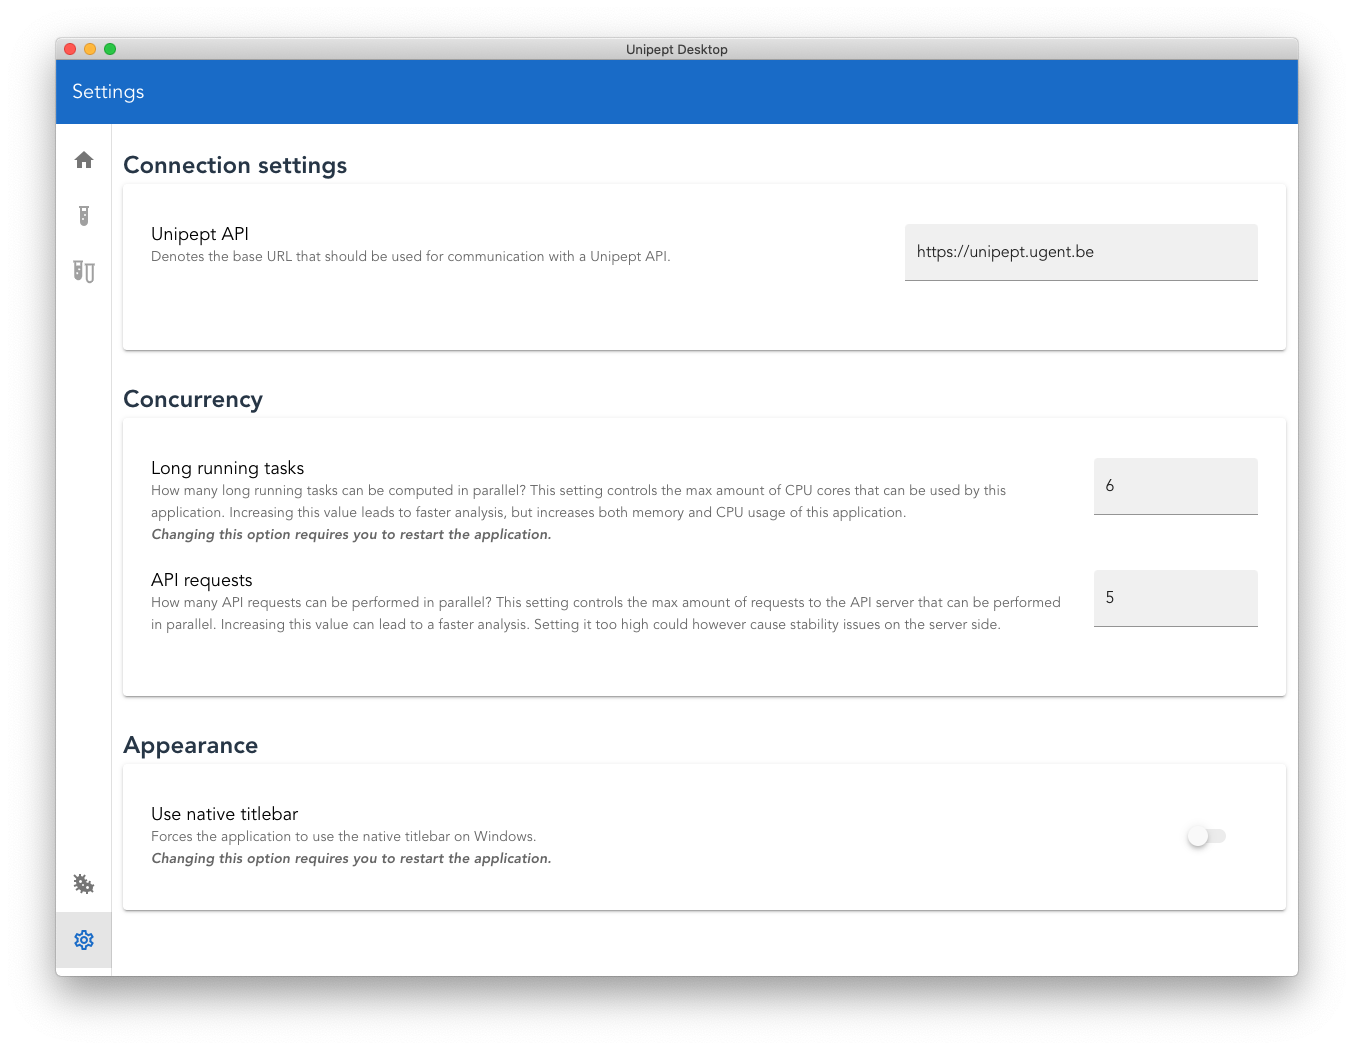 Unipept Desktop
Settings
Connection settings
Unipept API
Denotes the base URL that should be used for communication with a Unipept API.
https://unipept.ugent.be
Concurrency
Long running tasks
How many long running tasks can be computed in parallel? This setting controls the max amount of CPU cores that can be used by this
application. Increasing this value leads to faster analysis, but increases both memory and CPU usage of this application.
Changing this option requires you to restart the application.
6
API requests
How many API requests can be performed in parallel? This setting controls the max amount of requests to the API server that can be performed
in parallel. Increasing this value can lead to a faster analysis. Setting it too high could however cause stability issues on the server side.
5
Appearance
Use native titlebar
Forces the application to use the native titlebar on Windows.
Changing this option requires you to restart the application.